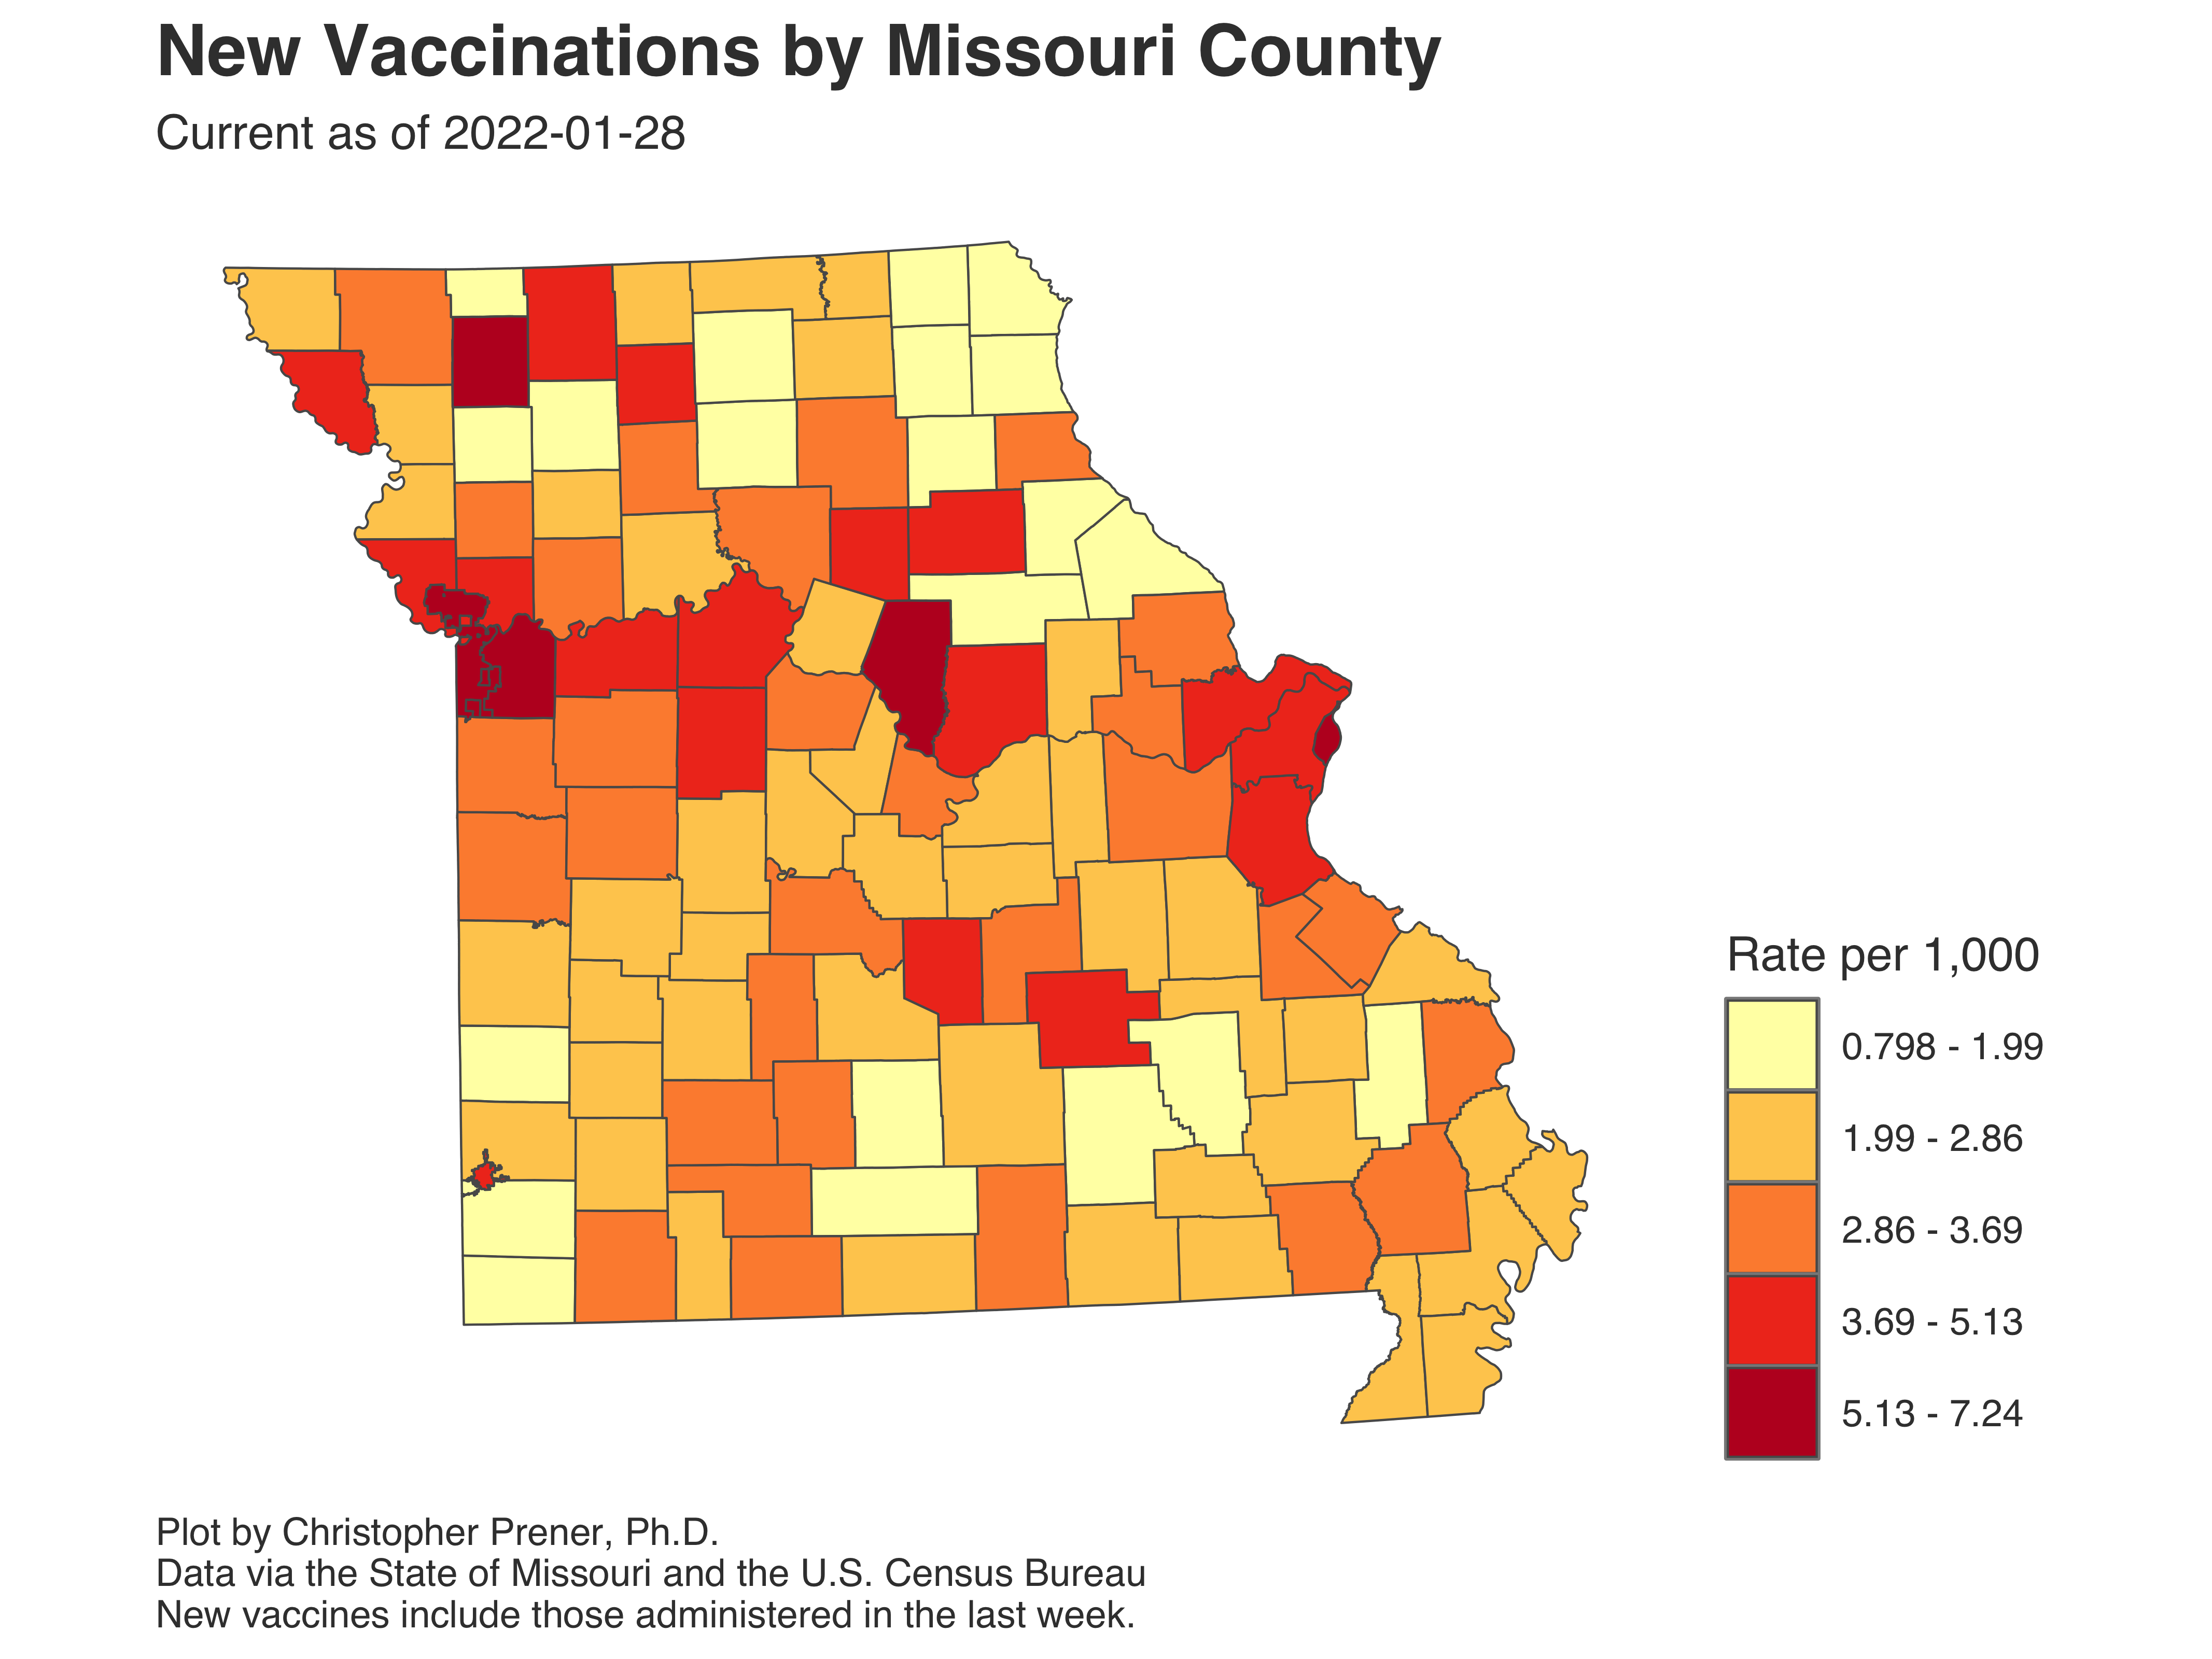 New Vaccinations by Missouri County
Current as of 2022-01-28
Rate per 1,000
0.798 - 1.99
1.99 - 2.86
2.86 - 3.69
3.69 - 5.13
5.13 - 7.24
Plot by Christopher Prener, Ph.D.
Data via the State of Missouri and the U.S. Census Bureau
New vaccines include those administered in the last week.